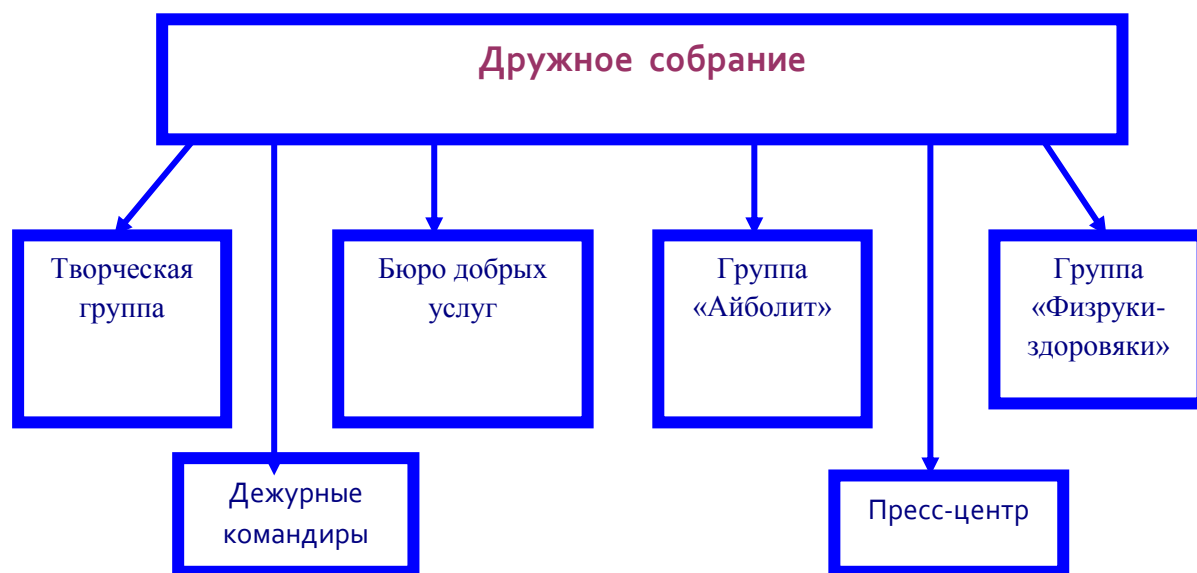 Дружное собрание
Творческая
группа
Бюро добрых
услуг
Группа
«Айболит»
Группа
«Физруки-
здоровяки»
Дежурные
командиры
Пресс-центр